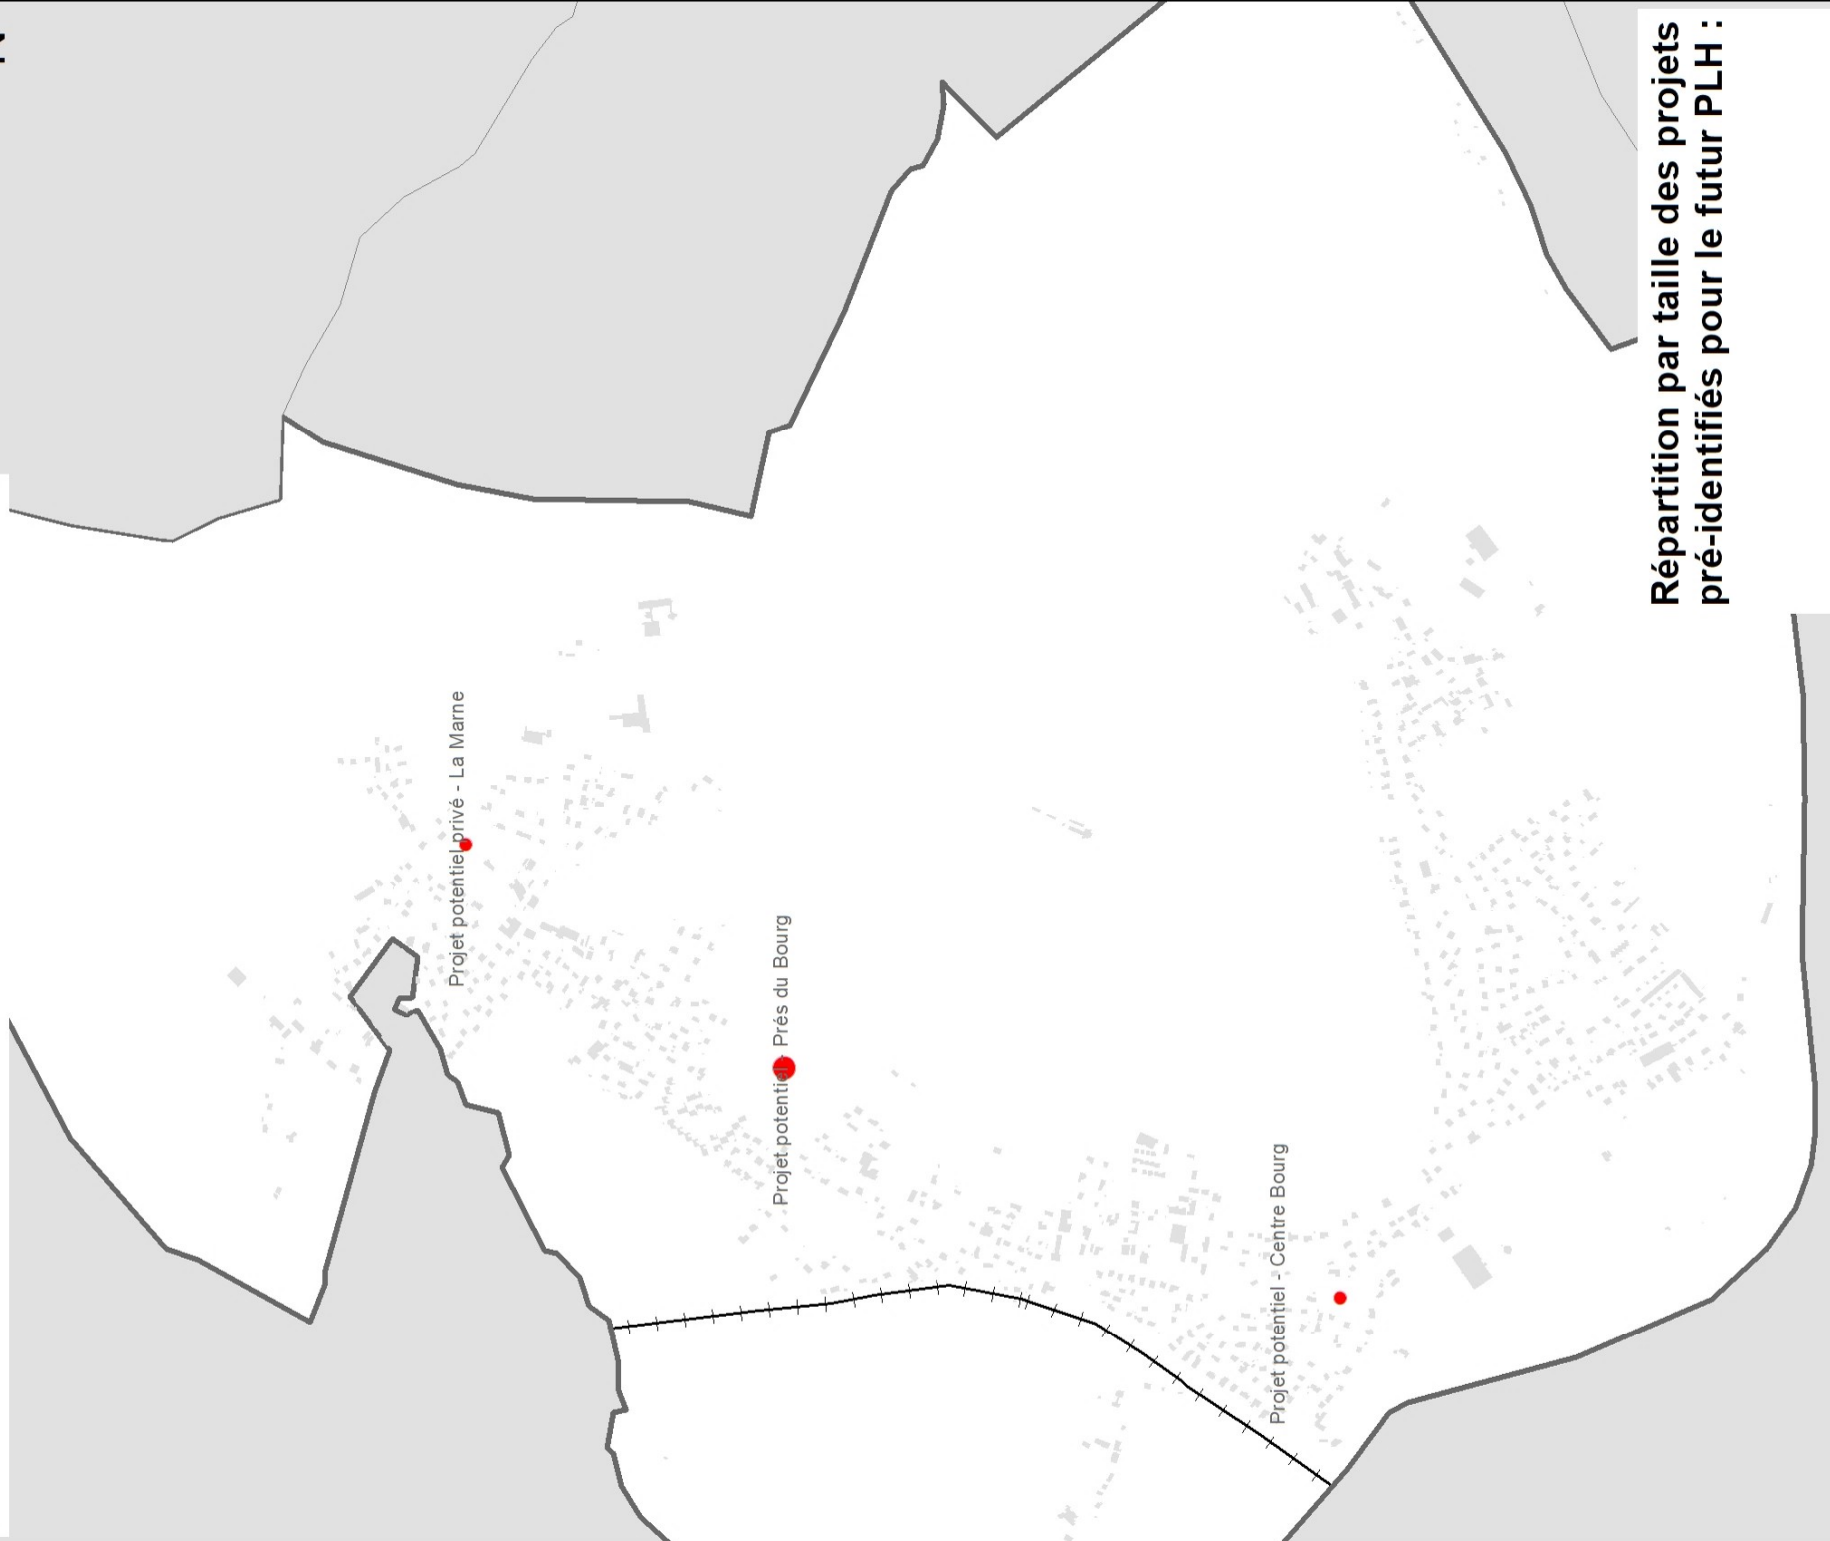 Répartition par taille des projets
pré-identifiés pour le futur PLH :
Projet potentiel privé - La Marne
Projet potentiel - Prés du Bourg
Projet potentiel - Centre Bourg